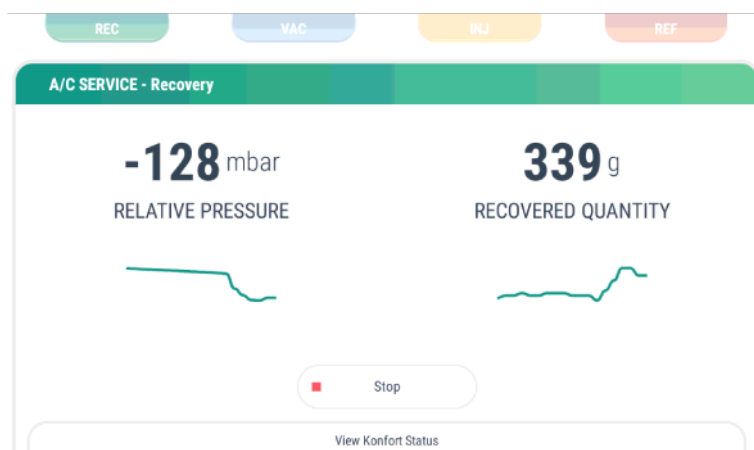 REC VAC INJ REF
A/C SERVICE - Recovery
-128 mbar 339 g
RELATIVE PRESSURE RECOVERED QUANTITY
Stop
View Konfort Status